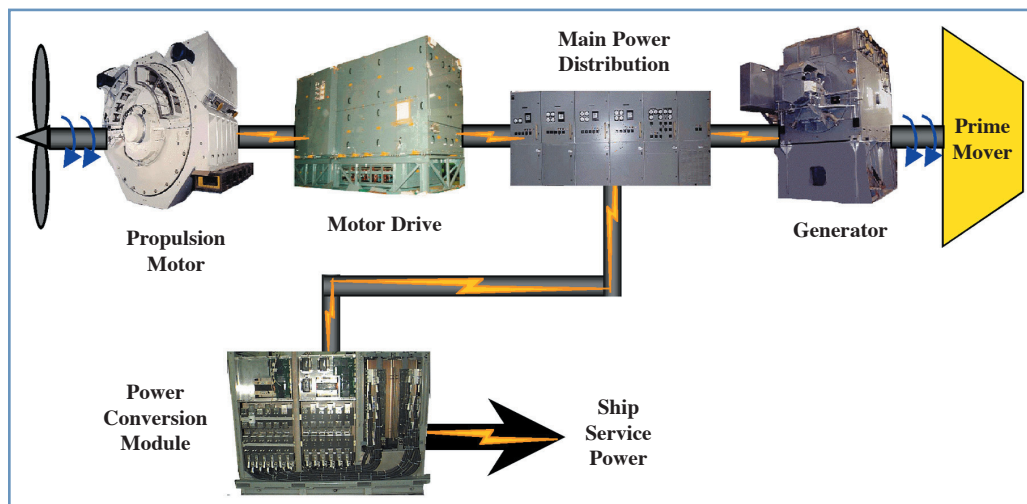 Main Power
Distribution
Prime
Mover
Propulsion
Motor
Motor Drive
Generator
Power
Conversion
Module
Ship
Service
Power